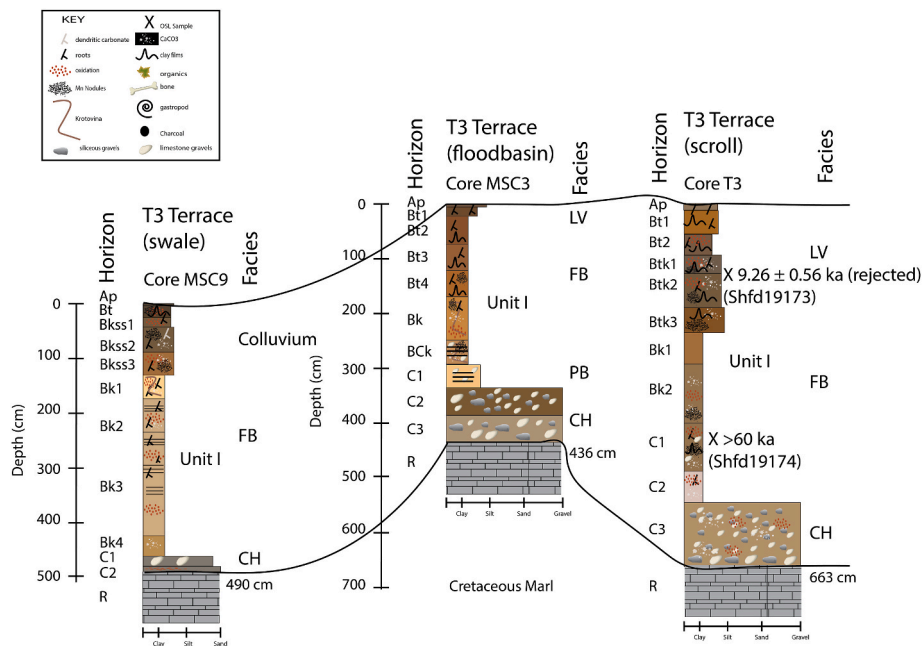 KEY
dendritic carbonate
roots
oxidation
Mn Nodules
Krotovina
siliceous gravels
OSL Sample
CaCO3
clay films
organics
bone
gastropod
Charcoal
limestone gravels
T3 Terrace
(swale)
Core MSC9
Horizon
Facies
Depth (cm)
0
100
200
300
400
500
Ap
Bt
Bkss1
Bkss2
Bkss3
Bk1
Bk2
Bk3
Bk4
C1
C2
R
Colluvium
FB
Unit I
CH
490 cm
Clay
Silt
Sand
T3 Terrace
(floodbasin)
Core MSC3
Horizon
Facies
Depth (cm)
0
100
200
300
400
500
600
700
Ap
Bt1
Bt2
Bt3
Bt4
Bk
BCk
C1
C2
C3
R
LV
FB
Unit I
PB
CH
436 cm
Clay
Silt
Sand
Gravel
Cretaceous Marl
T3 Terrace
(scroll)
Core T3
Horizon
Facies
Ap
Bt1
Bt2
Btk1
Btk2
Btk3
Bk1
Bk2
C1
C2
C3
R
LV
X 9.26 ± 0.56 ka (rejected)
(Shfd19173)
Unit I
FB
X >60 ka
(Shfd19174)
CH
663 cm
Clay
Silt
Sand
Gravel